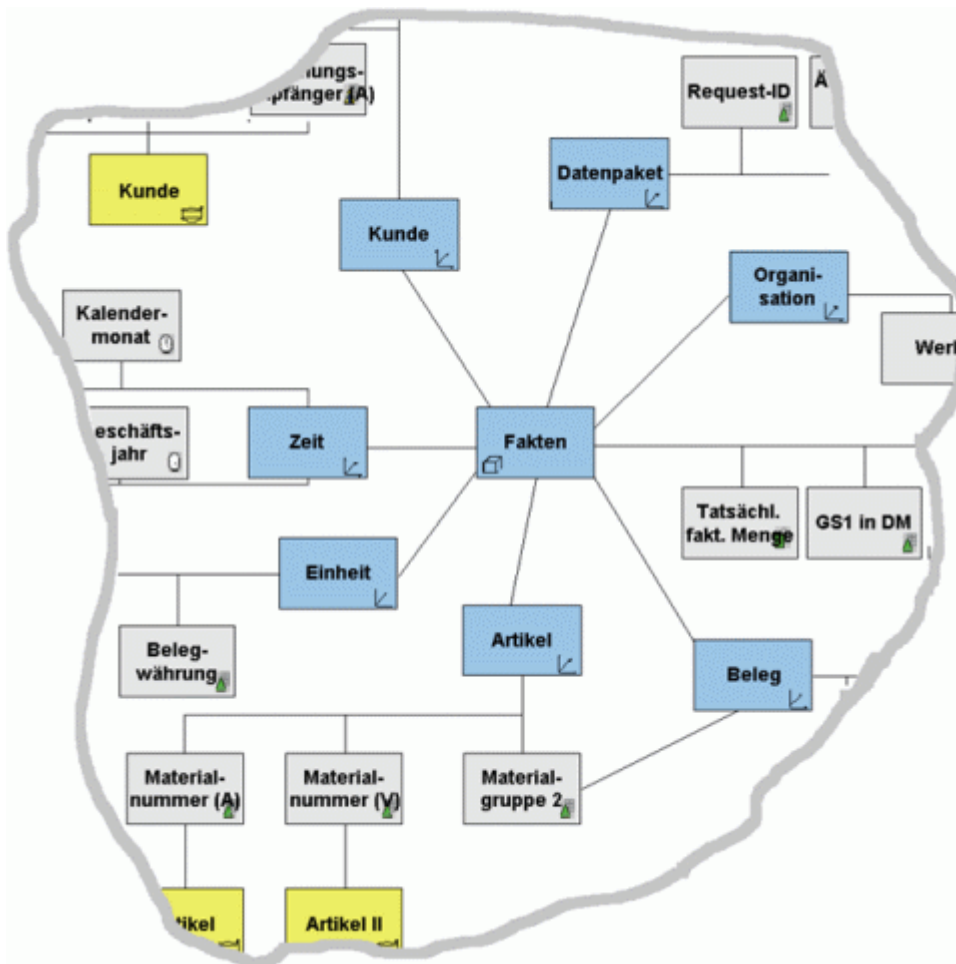 pfänger (A)
Request-ID
Kunde
Datenpaket
Kunde
Organi-
sation
Kalender-
monat
Zeit
Fakten
jahr
Tatsächl.
fakt. Menge
GS1 in DM
Einheit
Artikel
Beleg-
währung
Beleg
Material-
nummer (A)
Material-
nummer (V)
Material-
gruppe 2
Artikel II